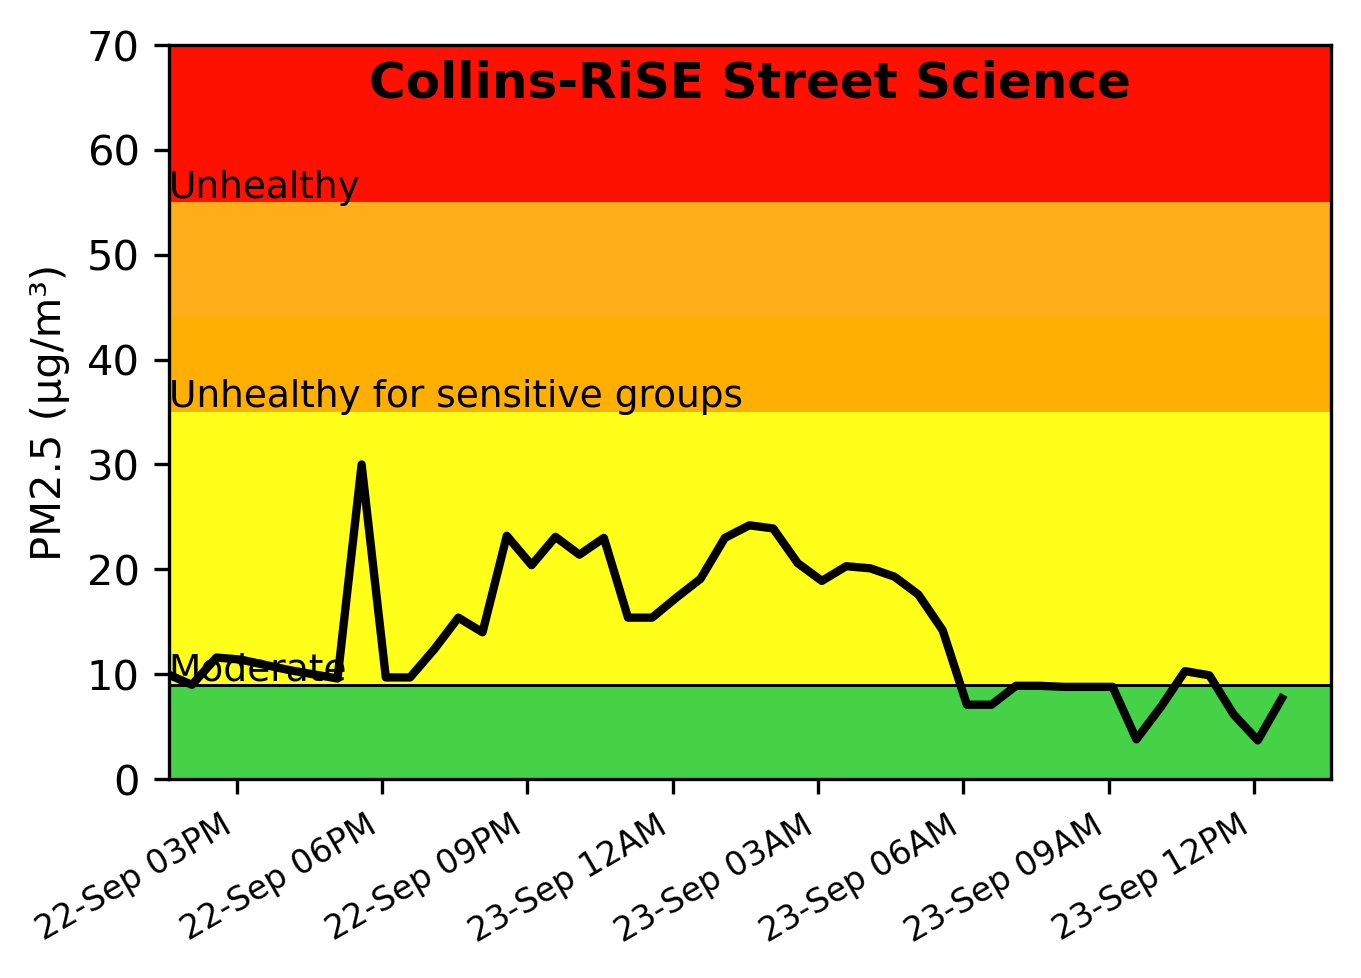 Collins-RiSE Street Science
70
60
50
40
30
20
10
0
PM2.5 (µg/m³)
Unhealthy
Unhealthy for sensitive groups
Moderate
22-Sep 03PM
22-Sep 06PM
22-Sep 09PM
23-Sep 12AM
23-Sep 03AM
23-Sep 06AM
23-Sep 09AM
23-Sep 12PM